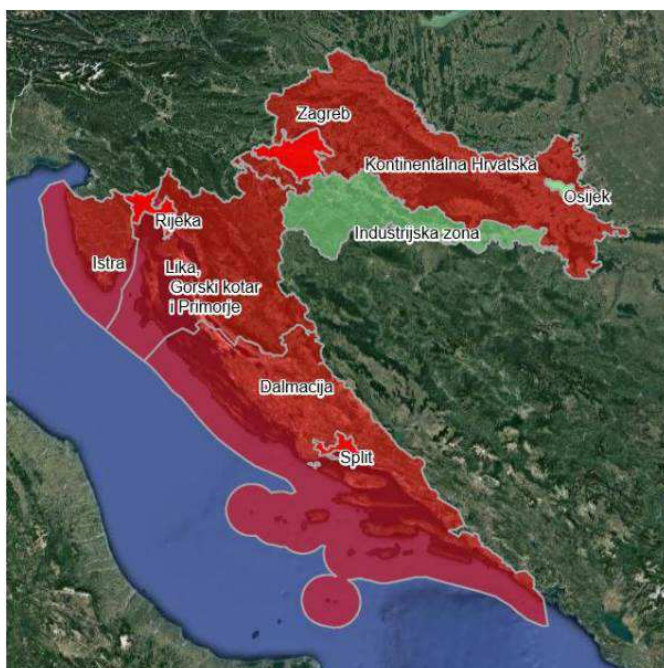 Zagreb
Kontinentalna Hrvatska
Osijek
Rijeka
Industrijska zona
Istra
Lika,
Gorski kotar
i Primorje
Dalmacija
Split